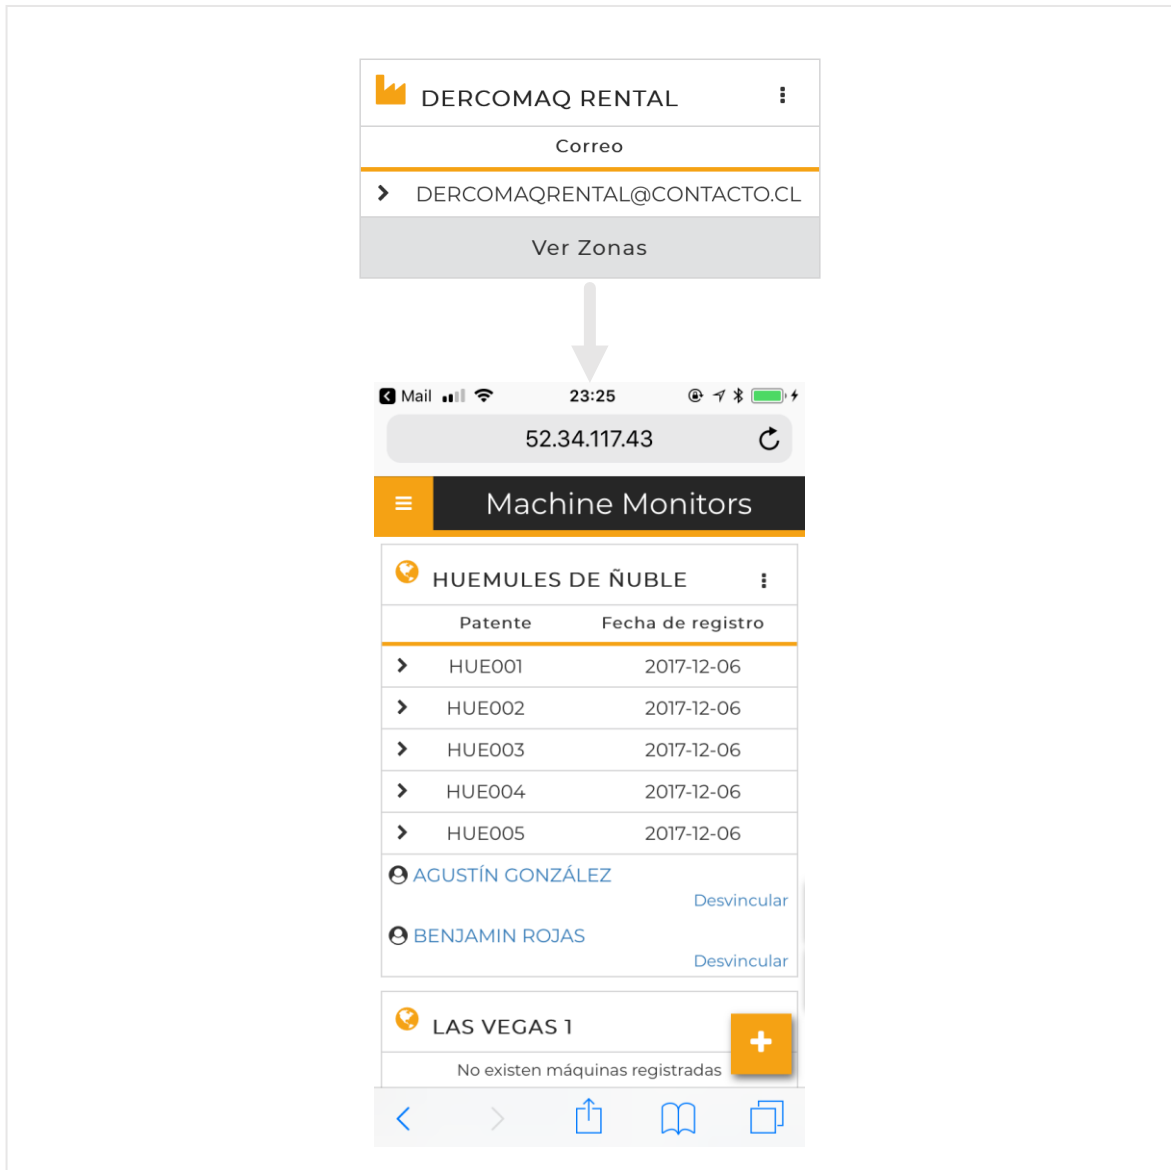 DERCOMAQ RENTAL
Correo
DERCOMAQRENTAL@CONTACTO.CL
Ver Zonas
Mail 23:25
52.34.117.43
Machine Monitors
HUEMULES DE ÑUBLE
Patente Fecha de registro
HUE001 2017-12-06
HUE002 2017-12-06
HUE003 2017-12-06
HUE004 2017-12-06
HUE005 2017-12-06
AGUSTÍN GONZÁLEZ
Desvincular
BENJAMIN ROJAS
Desvincular
LAS VEGAS 1
No existen máquinas registradas